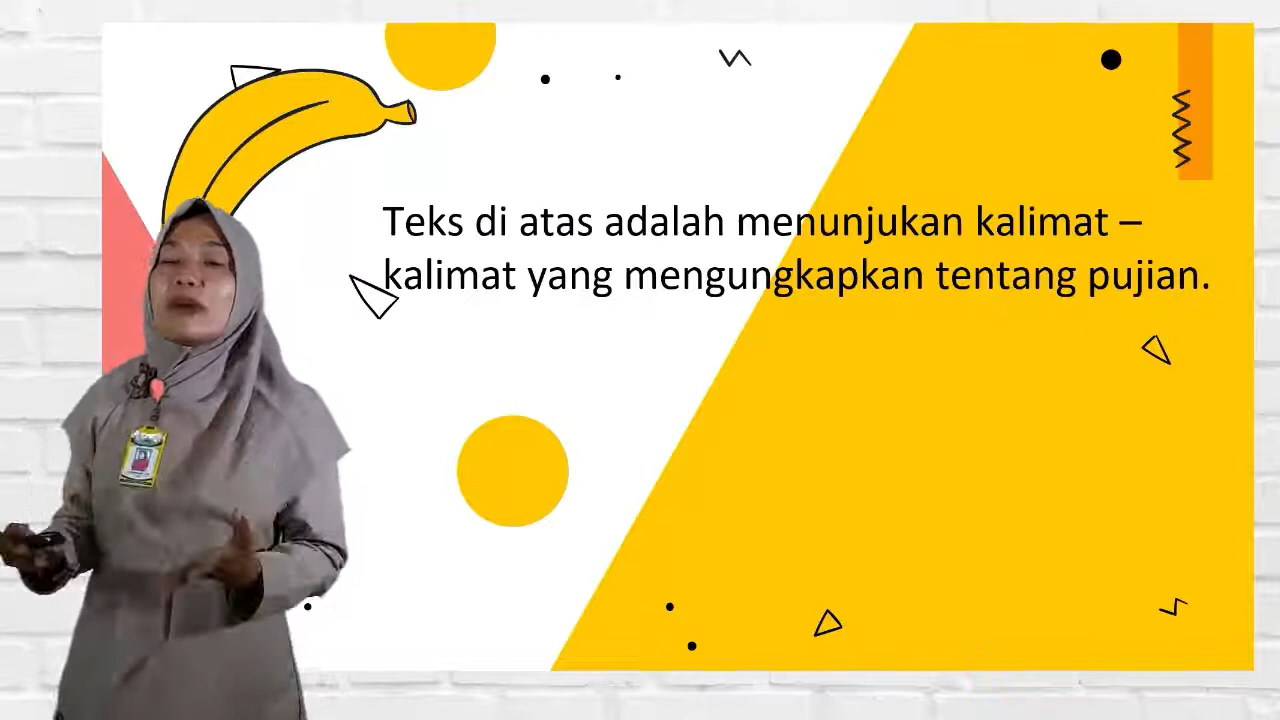 Teks di atas adalah menunjukan kalimat –
kalimat yang mengungkapkan tentang pujian.